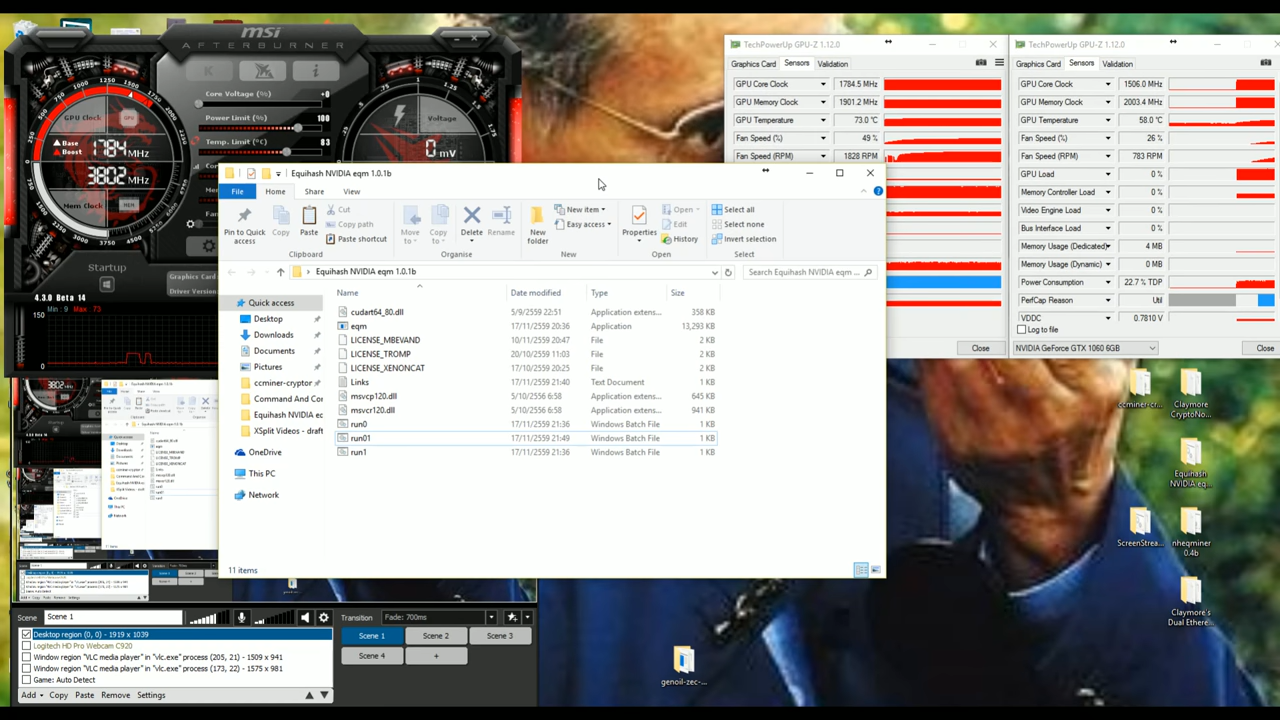 msi
AFTERBURNER
K
i
Core Voltage (%)
+0
Power Limit (%)
100
Temp. Limit (°C)
83
GPU Clock
GPU
Base
Boost
1784
MHz
3802
MHz
Mem Clock
MEM
Voltage
0 mV
Startup
Graphics Card
Driver Version
4.3.0 Beta 14
Min : 9 Max : 73
150
0
TechPowerUp GPU-Z 1.12.0
Graphics Card Sensors Validation
GPU Core Clock 1784.5 MHz
GPU Memory Clock 1901.2 MHz
GPU Temperature 73.0 °C
Fan Speed (%) 49 %
Fan Speed (RPM) 1828 RPM
Close
TechPowerUp GPU-Z 1.12.0
Graphics Card Sensors Validation
GPU Core Clock 1506.0 MHz
GPU Memory Clock 2003.4 MHz
GPU Temperature 58.0 °C
Fan Speed (%) 26 %
Fan Speed (RPM) 783 RPM
GPU Load 0 %
Memory Controller Load 0 %
Video Engine Load 0 %
Bus Interface Load 0 %
Memory Usage (Dedicated) 4 MB
Memory Usage (Dynamic) 0 MB
Power Consumption 22.7 % TDP
PerfCap Reason Util
VDDC 0.7810 V
Log to file
NVIDIA GeForce GTX 1060 6GB
Close
Equihash NVIDIA eqm 1.0.1b
File Home Share View
Pin to Quick access
Copy
Paste
Cut
Copy path
Paste shortcut
Clipboard
Move to
Copy to
Delete
Rename
Organise
New folder
New item
Easy access
New
Properties
Open
Edit
History
Open
Select all
Select none
Invert selection
Select
Equihash NVIDIA eqm 1.0.1b
Search Equihash NVIDIA eqm ...
Name Date modified Type Size
cudart64_80.dll 5/9/2559 22:51 Application extens... 358 KB
eqm 17/11/2559 20:36 Application 13,293 KB
LICENSE_MBEVAND 10/11/2559 20:47 File 2 KB
LICENSE_TROMP 20/10/2559 11:03 File 2 KB
LICENSE_XENONCAT 17/10/2559 20:25 File 2 KB
Links 17/11/2559 21:40 Text Document 1 KB
msvcp120.dll 5/10/2556 6:58 Application extens... 645 KB
msvcr120.dll 5/10/2556 6:58 Application extens... 941 KB
run0 17/11/2559 21:36 Windows Batch File 1 KB
run01 17/11/2559 21:49 Windows Batch File 1 KB
run1 17/11/2559 21:36 Windows Batch File 1 KB
Quick access
Desktop
Downloads
Documents
Pictures
ccminer-cryptor
Command And Cor
Equihash NVIDIA ec
XSplit Videos - draft
OneDrive
This PC
Network
11 items
ccminer-cr...
Claymore CryptoNo...
Equihash NVIDIA eq...
ScreenStrea...
nheqminer 0.4b
Claymore's Dual Ethere...
genoil-zec-...
Scene Scene 1
Desktop region (0, 0) - 1919 x 1039
Logitech HD Pro Webcam C920
Window region "VLC media player" in "vlc.exe" process (205, 21) - 1509 x 941
Window region "VLC media player" in "vlc.exe" process (173, 22) - 1575 x 981
Game: Auto Detect
Add Copy Paste Remove Settings
Transition Fade: 700ms
Scene 1 Scene 2 Scene 3
Scene 4 +